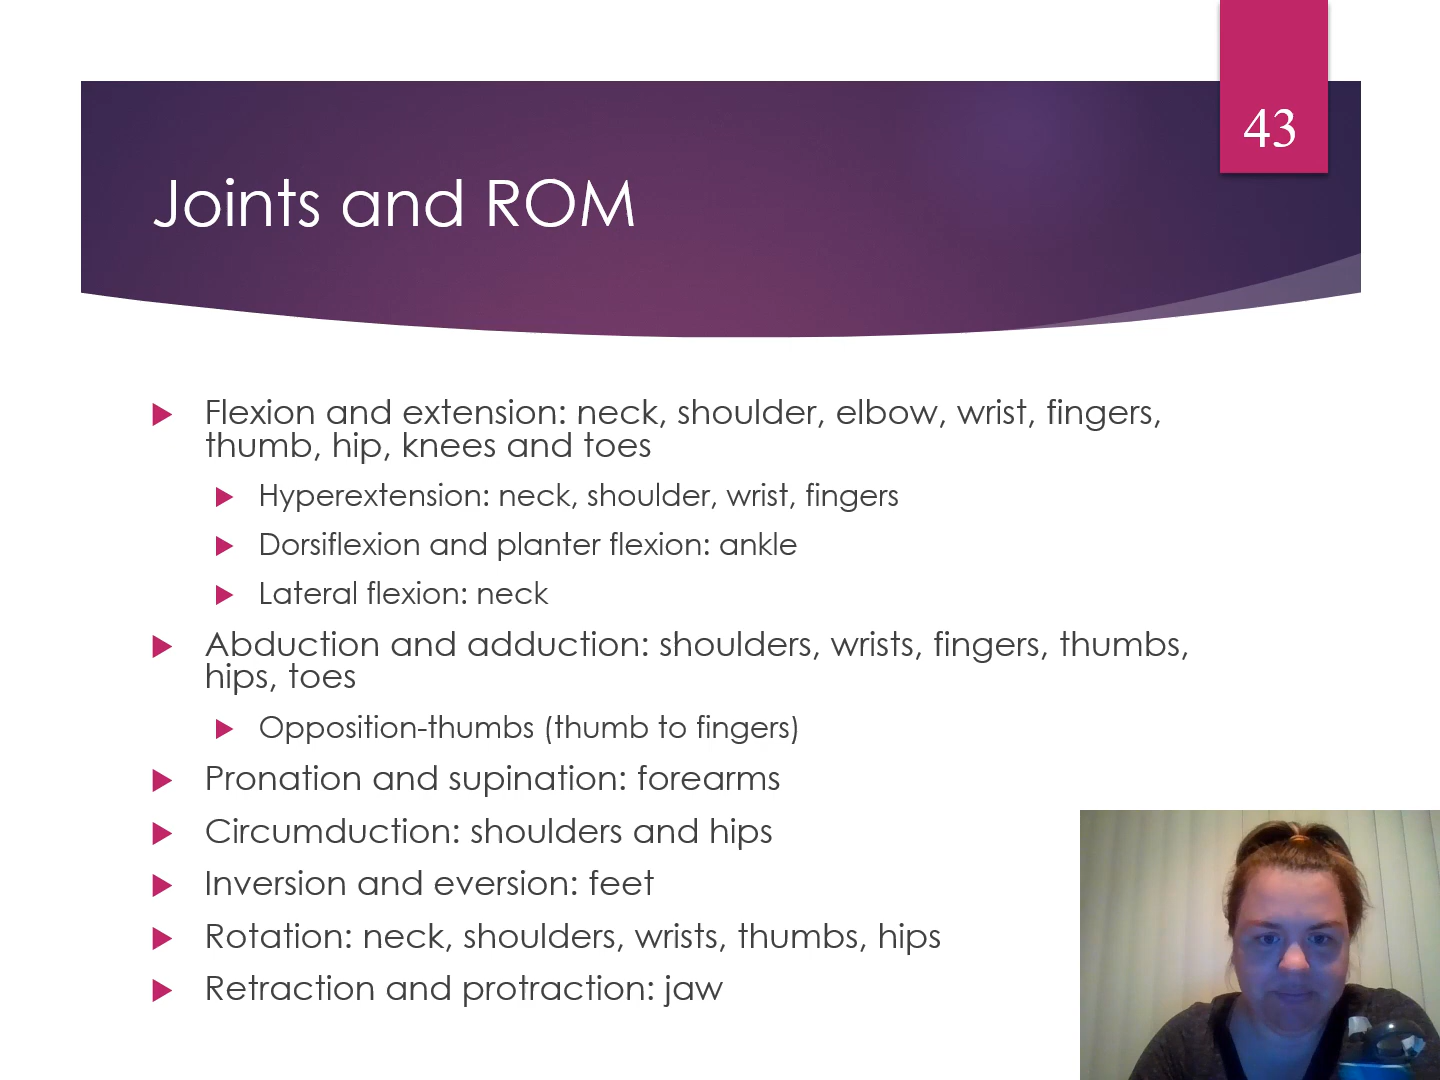 43
Joints and ROM
Flexion and extension: neck, shoulder, elbow, wrist, fingers,
thumb, hip, knees and toes
Hyperextension: neck, shoulder, wrist, fingers
Dorsiflexion and planter flexion: ankle
Lateral flexion: neck
Abduction and adduction: shoulders, wrists, fingers, thumbs,
hips, toes
Opposition-thumbs (thumb to fingers)
Pronation and supination: forearms
Circumduction: shoulders and hips
Inversion and eversion: feet
Rotation: neck, shoulders, wrists, thumbs, hips
Retraction and protraction: jaw